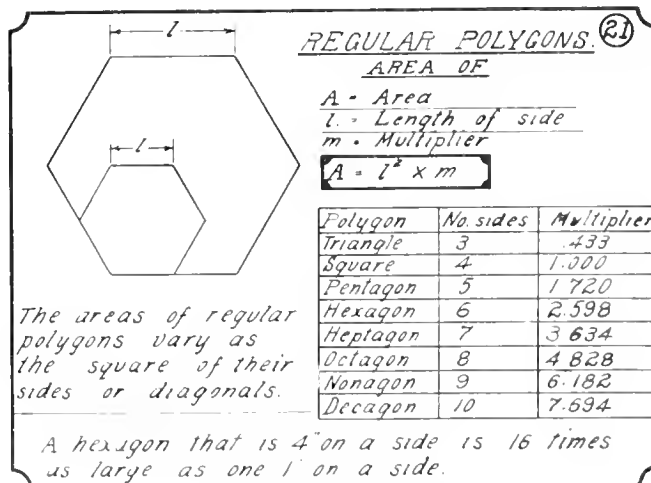 l
REGULAR POLYGONS. 21
AREA OF
A = Area
l. = Length of side
m = Multiplier
A = l² × m
l
Polygon No. sides Multiplier
Triangle 3 .433
Square 4 1.000
Pentagon 5 1.720
Hexagon 6 2.598
Heptagon 7 3.634
Octagon 8 4.828
Nonagon 9 6.182
Decagon 10 7.694
The areas of regular
polygons vary as
the square of their
sides or diagonals.
A hexagon that is 4" on a side is 16 times
as large as one 1" on a side.